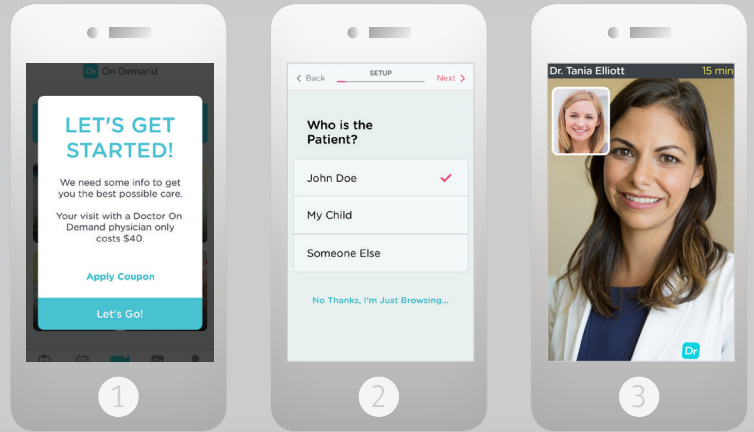 Dr On Demand
LET'S GET
STARTED!
We need some info to get
you the best possible care.
Your visit with a Doctor On
Demand physician only
costs $40.
Apply Coupon
Let's Go!
1
Back SETUP Next
Who is the
Patient?
John Doe
My Child
Someone Else
No Thanks, I'm Just Browsing...
2
Dr. Tania Elliott 15 min
Dr
3